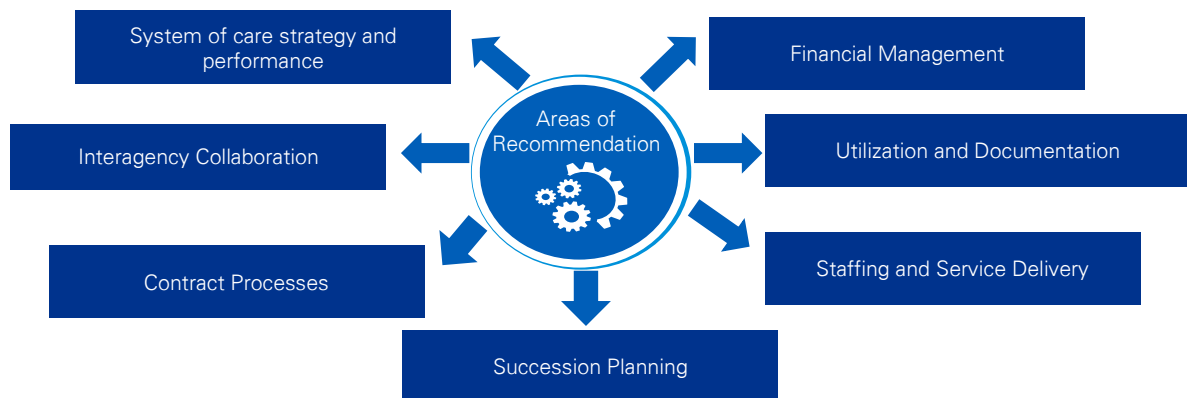 System of care strategy and
performance
Financial Management
Areas of
Recommendation
Interagency Collaboration
Utilization and Documentation
Contract Processes
Staffing and Service Delivery
Succession Planning